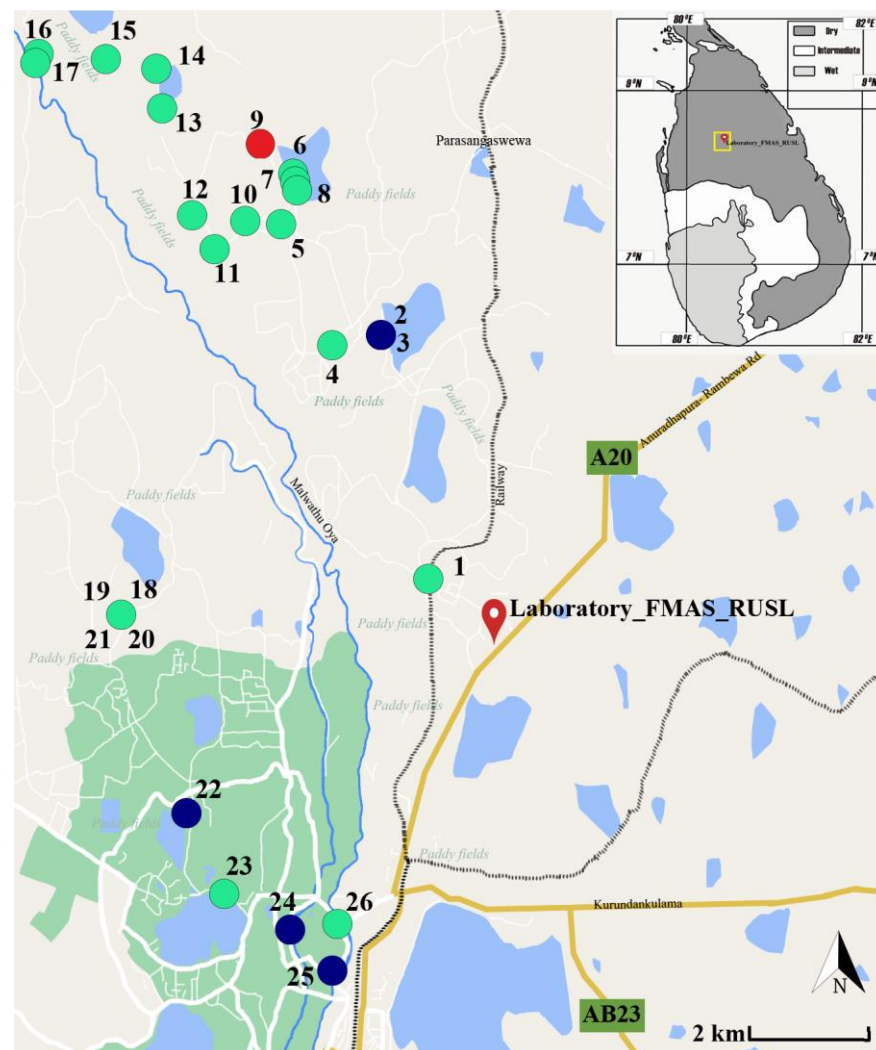 16
15
14
17
13
9
6
7
8
12
10
5
11
2
3
4
Paddy fields
Paddy fields
Paddy fields
Paddy fields
Paddy fields
Paddy fields
Parasangaswewa
Railway
Malwathu Oya
80°E
82°E
Dry
Intermediate
Wet
9°N
9°N
Laboratory_FMAS_RUSL
7°N
7°N
80°E
82°E
Anuradhapura- Rambewa Rd
A20
1
Laboratory_FMAS_RUSL
19
18
21
20
Paddy fields
Paddy fields
Paddy fields
Paddy fields
22
Paddy fields
23
Paddy fields
24
26
25
Kurundankulama
N
AB23
2 km